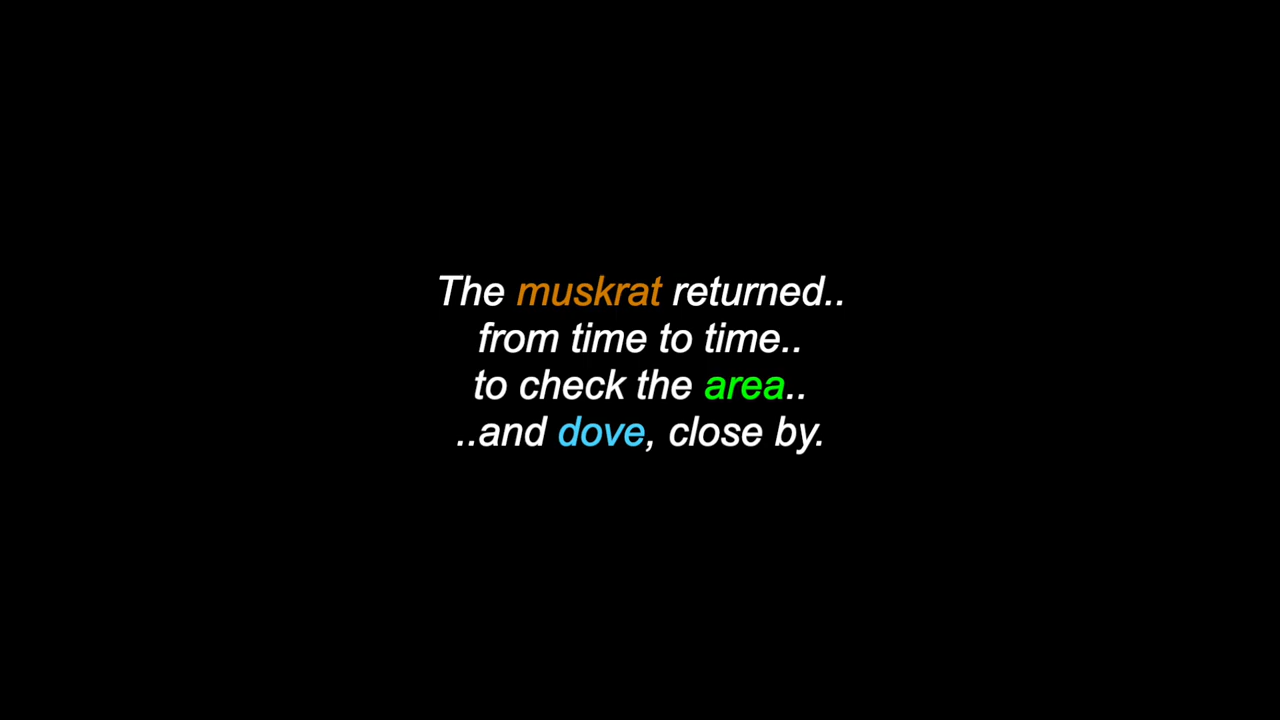 The muskrat returned..
from time to time..
to check the area..
..and dove, close by.